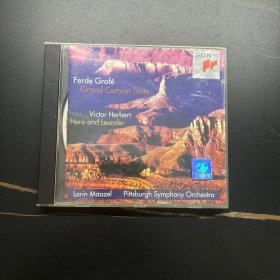 SONY
Ferde Grofé
Grand Canyon Suite
Victor Herbert
Hero and Leander
Lorin Maazel Pittsburgh Symphony Orchestra